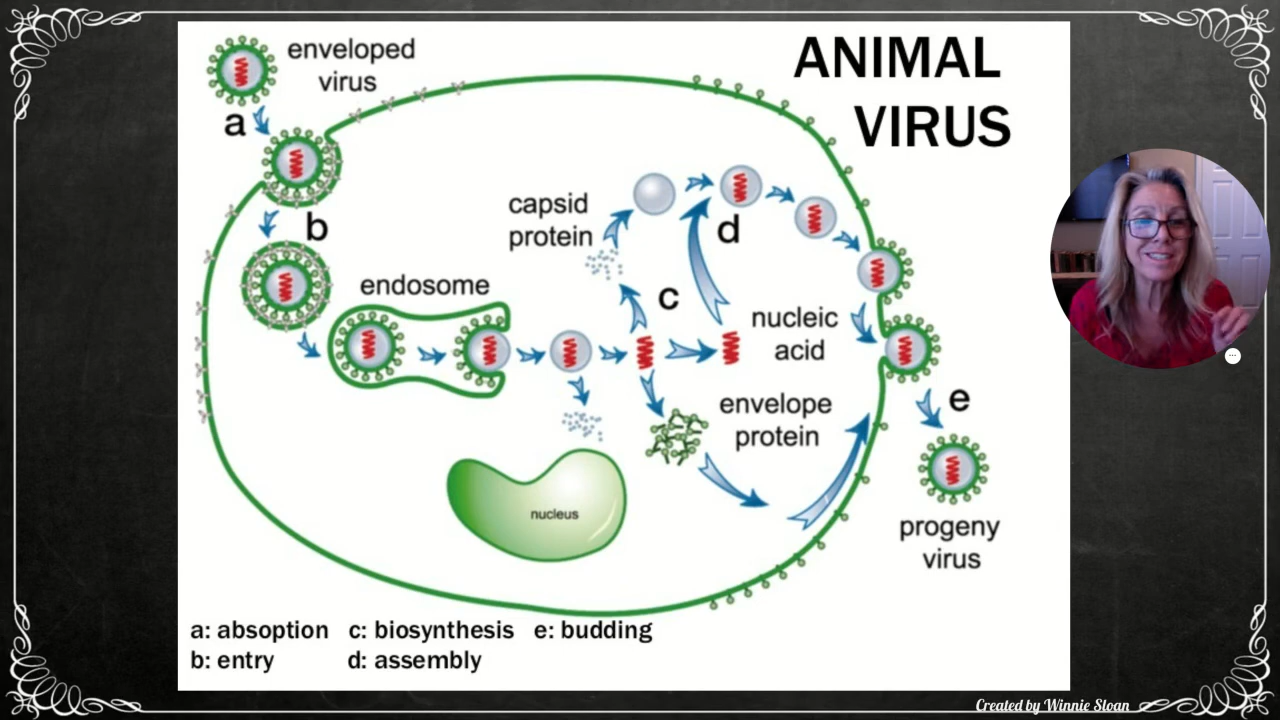 enveloped
virus
ANIMAL
VIRUS
a
b
capsid
protein
d
endosome
c
nucleic
acid
envelope
protein
e
nucleus
progeny
virus
a: absoption c: biosynthesis e: budding
b: entry d: assembly
Created by Winnie Sloan